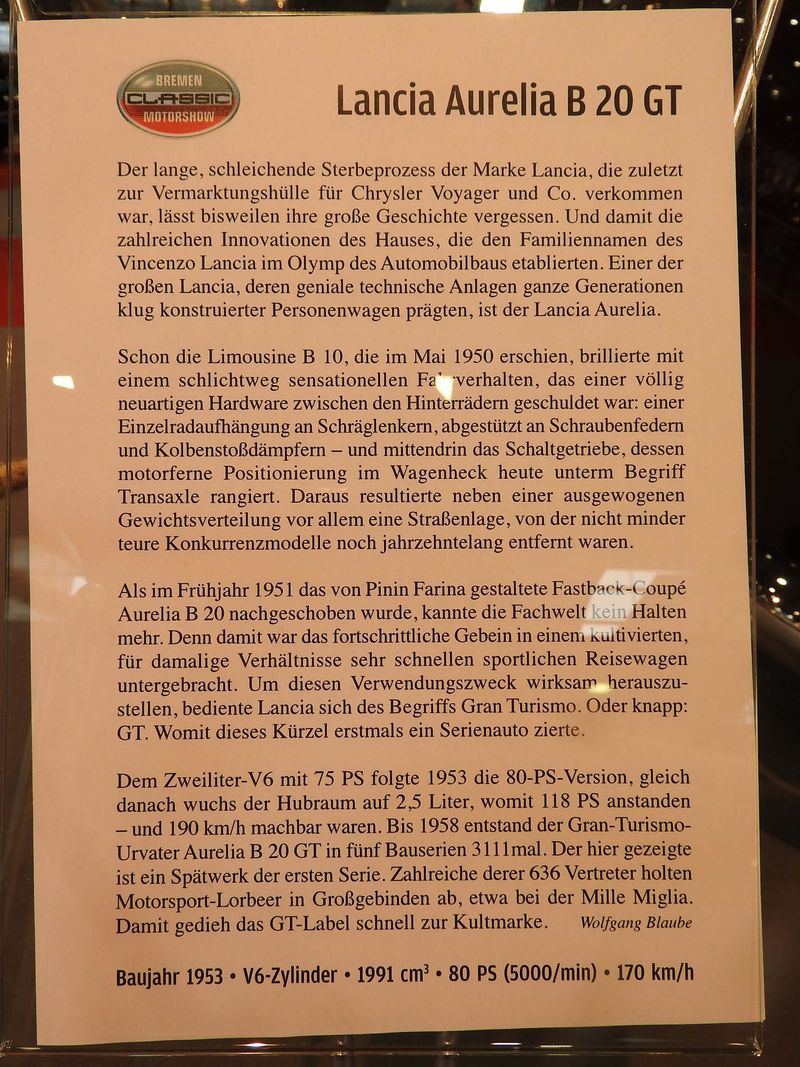 BREMEN
CLASSIC
MOTORSHOW
Lancia Aurelia B 20 GT
Der lange, schleichende Sterbeprozess der Marke Lancia, die zuletzt
zur Vermarktungshülle für Chrysler Voyager und Co. verkommen
war, lässt bisweilen ihre große Geschichte vergessen. Und damit die
zahlreichen Innovationen des Hauses, die den Familiennamen des
Vincenzo Lancia im Olymp des Automobilbaus etablierten. Einer der
großen Lancia, deren geniale technische Anlagen ganze Generationen
klug konstruierter Personenwagen prägten, ist der Lancia Aurelia.
Schon die Limousine B 10, die im Mai 1950 erschien, brillierte mit
einem schlichtweg sensationellen Fahrverhalten, das einer völlig
neuartigen Hardware zwischen den Hinterrädern geschuldet war: einer
Einzelradaufhängung an Schräglenkern, abgestützt an Schraubenfedern
und Kolbenstoßdämpfern – und mittendrin das Schaltgetriebe, dessen
motorferne Positionierung im Wagenheck heute unterm Begriff
Transaxle rangiert. Daraus resultierte neben einer ausgewogenen
Gewichtsverteilung vor allem eine Straßenlage, von der nicht minder
teure Konkurrenzmodelle noch jahrzehntelang entfernt waren.
Als im Frühjahr 1951 das von Pinin Farina gestaltete Fastback-Coupé
Aurelia B 20 nachgeschoben wurde, kannte die Fachwelt kein Halten
mehr. Denn damit war das fortschrittliche Gebein in einem kultivierten,
für damalige Verhältnisse sehr schnellen sportlichen Reisewagen
untergebracht. Um diesen Verwendungszweck wirksam herauszu-
stellen, bediente Lancia sich des Begriffs Gran Turismo. Oder knapp:
GT. Womit dieses Kürzel erstmals ein Serienauto zierte.
Dem Zweiliter-V6 mit 75 PS folgte 1953 die 80-PS-Version, gleich
danach wuchs der Hubraum auf 2,5 Liter, womit 118 PS anstanden
– und 190 km/h machbar waren. Bis 1958 entstand der Gran-Turismo-
Urvater Aurelia B 20 GT in fünf Bauserien 3111mal. Der hier gezeigte
ist ein Spätwerk der ersten Serie. Zahlreiche derer 636 Vertreter holten
Motorsport-Lorbeer in Großgebinden ab, etwa bei der Mille Miglia.
Damit gedieh das GT-Label schnell zur Kultmarke. Wolfgang Blaube
Baujahr 1953 • V6-Zylinder • 1991 cm³ • 80 PS (5000/min) • 170 km/h